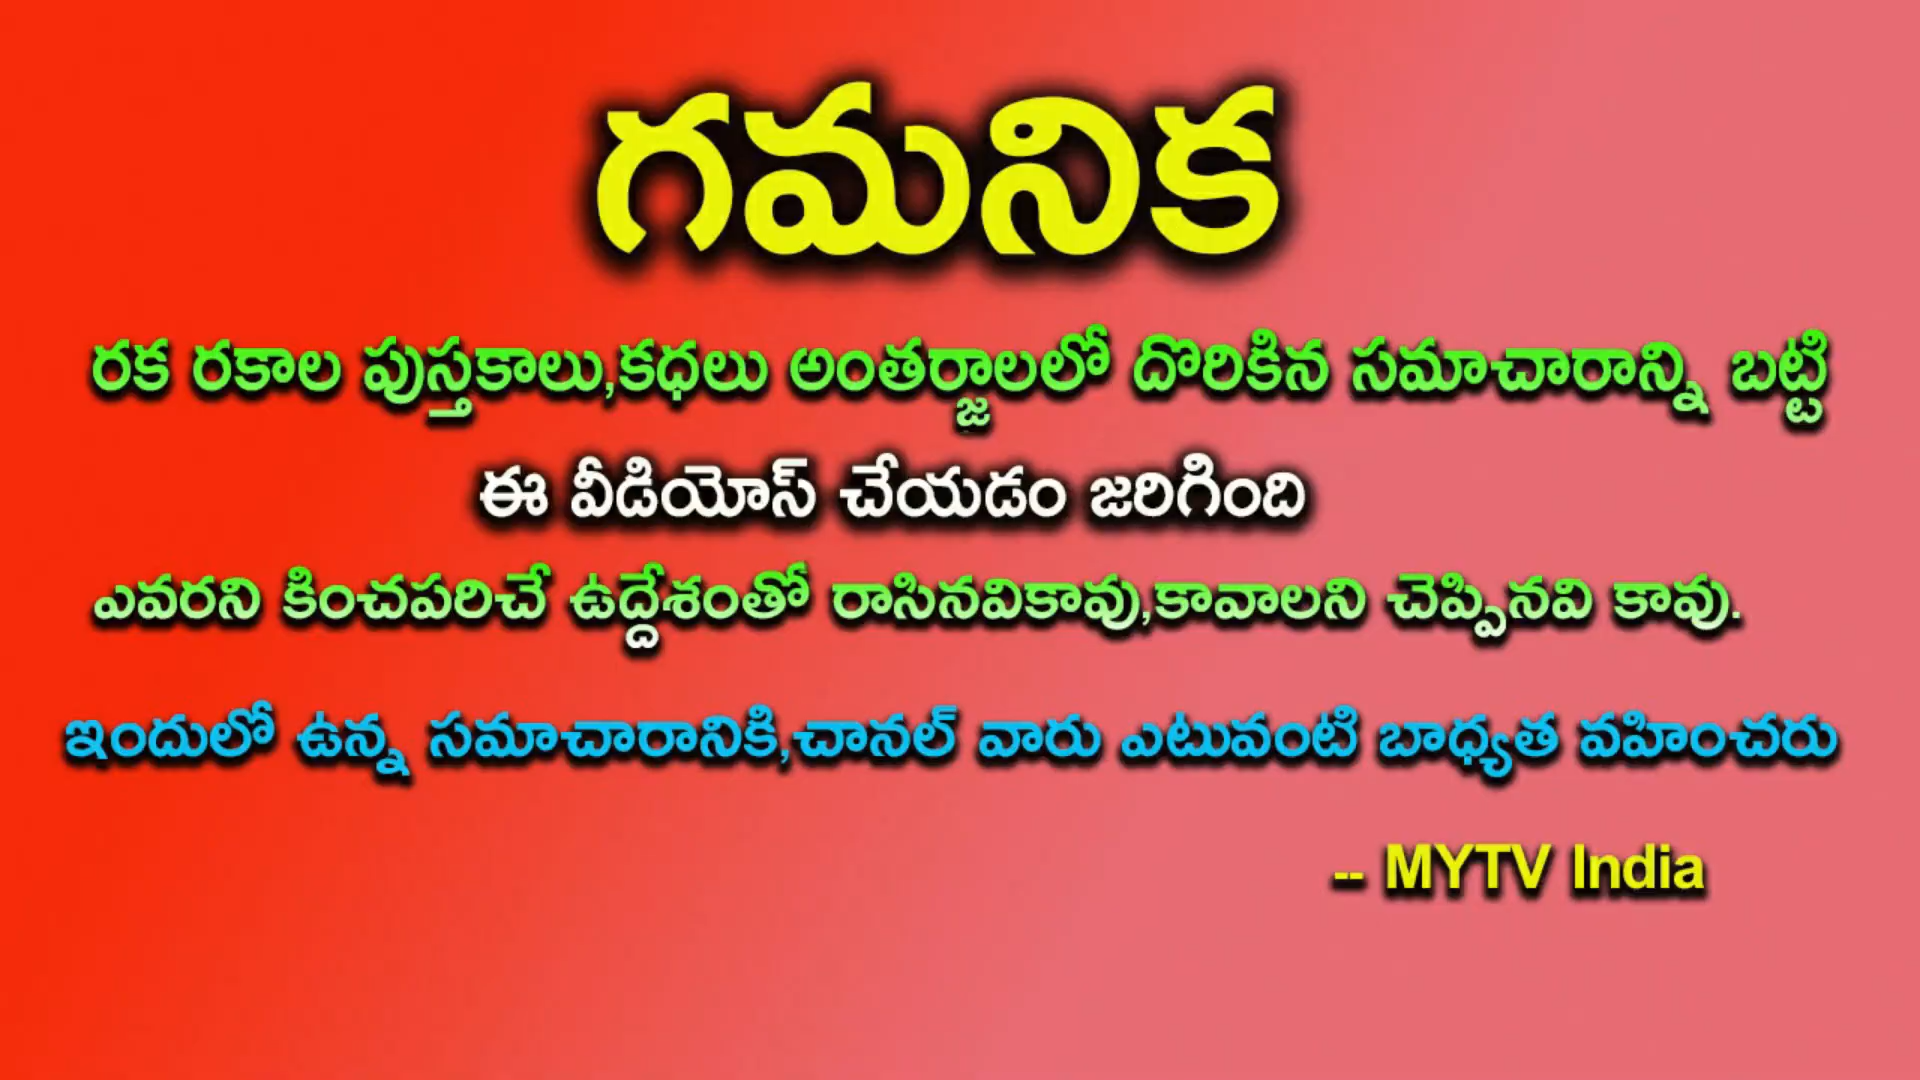 గమనిక
రక రకాల పుస్తకాలు,కధలు అంతర్జాలలో దొరికిన సమాచారాన్ని బట్టి
ఈ వీడియోస్ చేయడం జరిగింది
ఎవరని కించపరిచే ఉద్దేశంతో రాసినవికావు,కావాలని చెప్పినవి కావు.
ఇందులో ఉన్న సమాచారానికి,చానల్ వారు ఎటువంటి బాధ్యత వహించరు
-- MYTV India